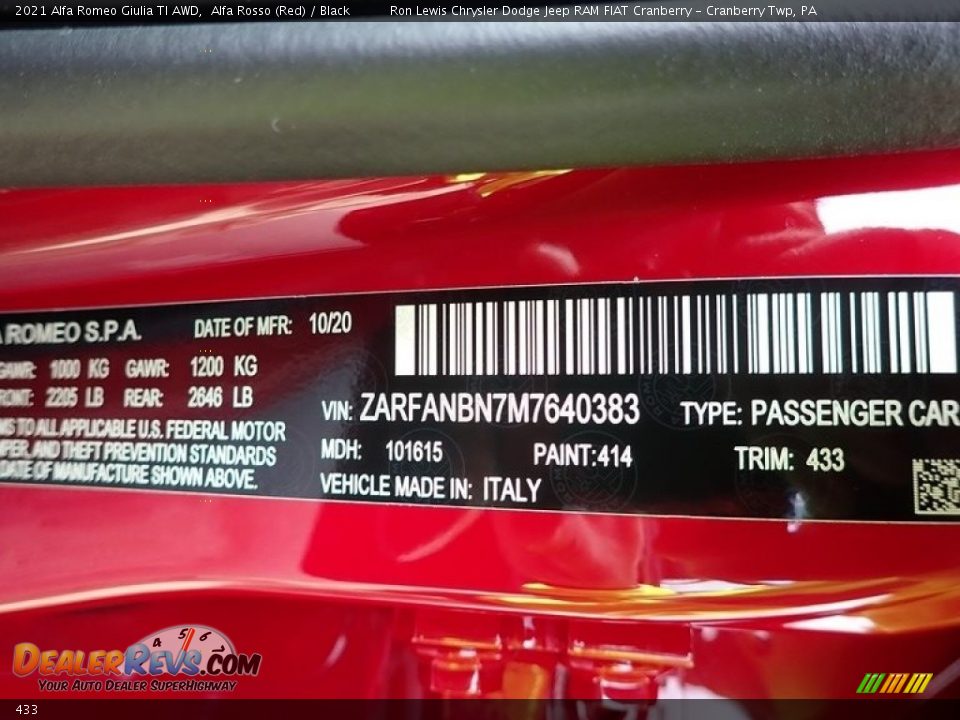 2021 Alfa Romeo Giulia TI AWD, Alfa Rosso (Red) / Black Ron Lewis Chrysler Dodge Jeep RAM FIAT Cranberry - Cranberry Twp, PA
ROMEO S.P.A. DATE OF MFR: 10/20
GAWR: 1000 KG GAWR: 1200 KG
2205 LB REAR: 2646 LB
TO ALL APPLICABLE U.S. FEDERAL MOTOR
AND THEFT PREVENTION STANDARDS
DATE OF MANUFACTURE SHOWN ABOVE.
VIN: ZARFANBN7M7640383 TYPE: PASSENGER CAR
MDH: 101615 PAINT:414 TRIM: 433
VEHICLE MADE IN: ITALY
4 5 6
DEALERREVS.COM
YOUR AUTO DEALER SUPERHIGHWAY
433